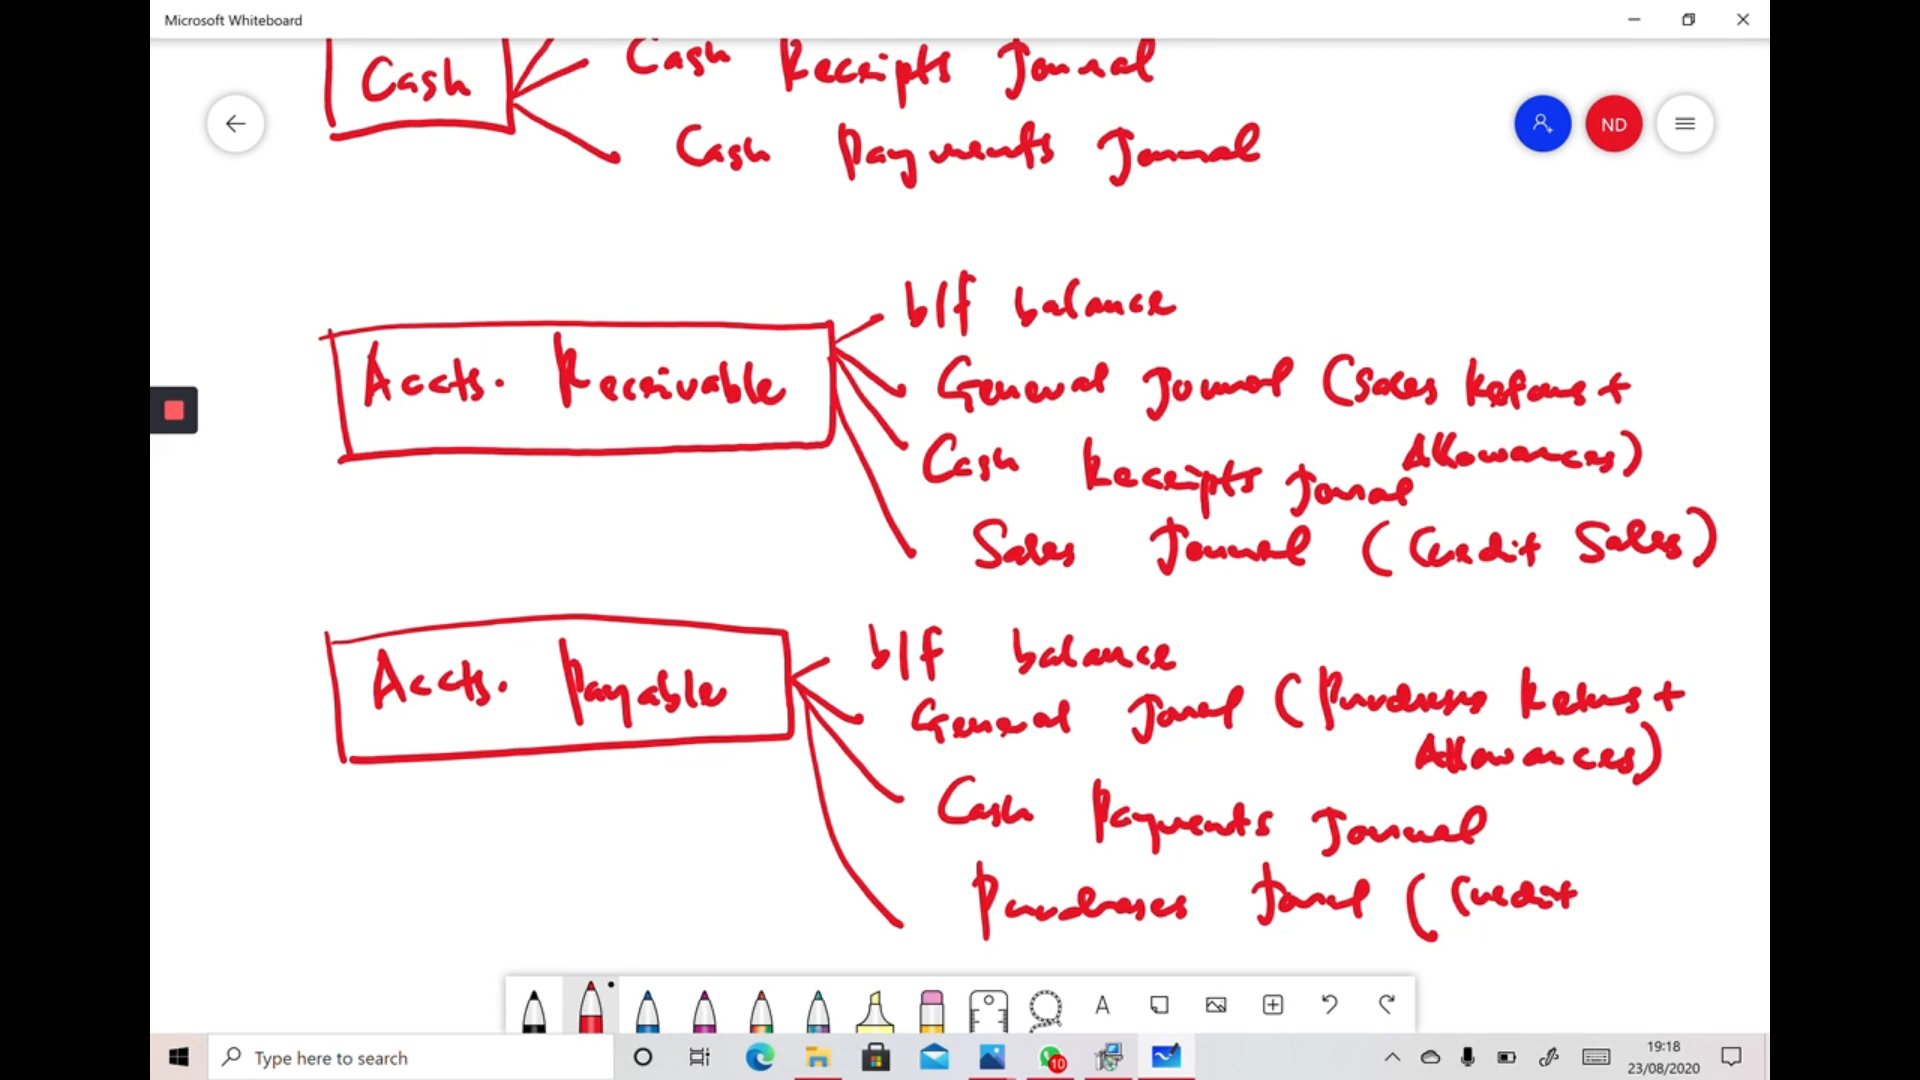 Microsoft Whiteboard
Cash
Cash Receipts Journal
Cash Payments Journal
ND
Accts. Receivable
b/f balance
General Journal (Sales Returns +
Allowances)
Cash Receipts Journal
Sales Journal (Credit Sales)
Accts. Payable
b/f balance
General Journal (Purchases Returns +
Allowances)
Cash Payments Journal
Purchases Journal (Credit
A
Type here to search
10
19:18
23/08/2020